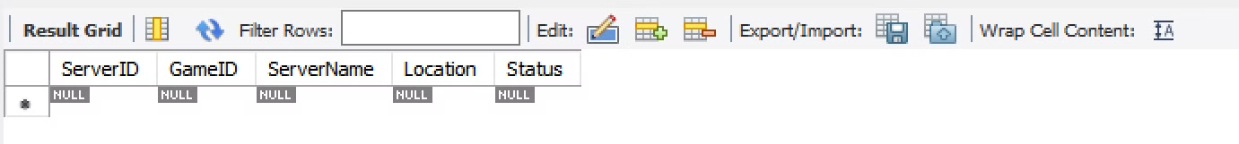 Result Grid Filter Rows: Edit: Export/Import: Wrap Cell Content: IA
ServerID GameID ServerName Location Status
* NULL NULL NULL NULL NULL